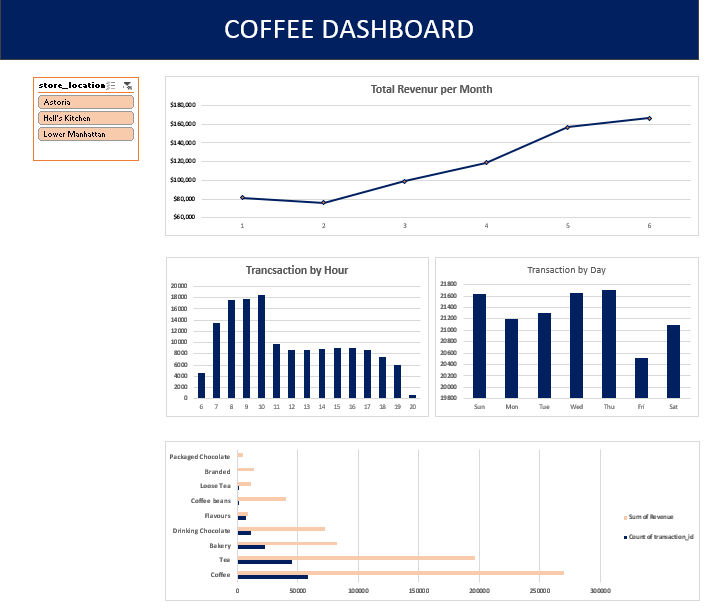 COFFEE DASHBOARD
store_location
Astoria
Hell's Kitchen
Lower Manhattan
Total Revenur per Month
$180,000
$160,000
$140,000
$120,000
$100,000
$80,000
$60,000
1 2 3 4 5 6
Trancsaction by Hour
20000
18000
16000
14000
12000
10000
8000
6000
4000
2000
0
6 7 8 9 10 11 12 13 14 15 16 17 18 19 20
Transaction by Day
21800
21600
21400
21200
21000
20800
20600
20400
20200
20000
19800
Sun Mon Tue Wed Thu Fri Sat
Packaged Chocolate
Branded
Loose Tea
Coffee beans
Flavours
Drinking Chocolate
Bakery
Tea
Coffee
0 50000 100000 150000 200000 250000 300000
Sum of Revenue
Count of transaction_id